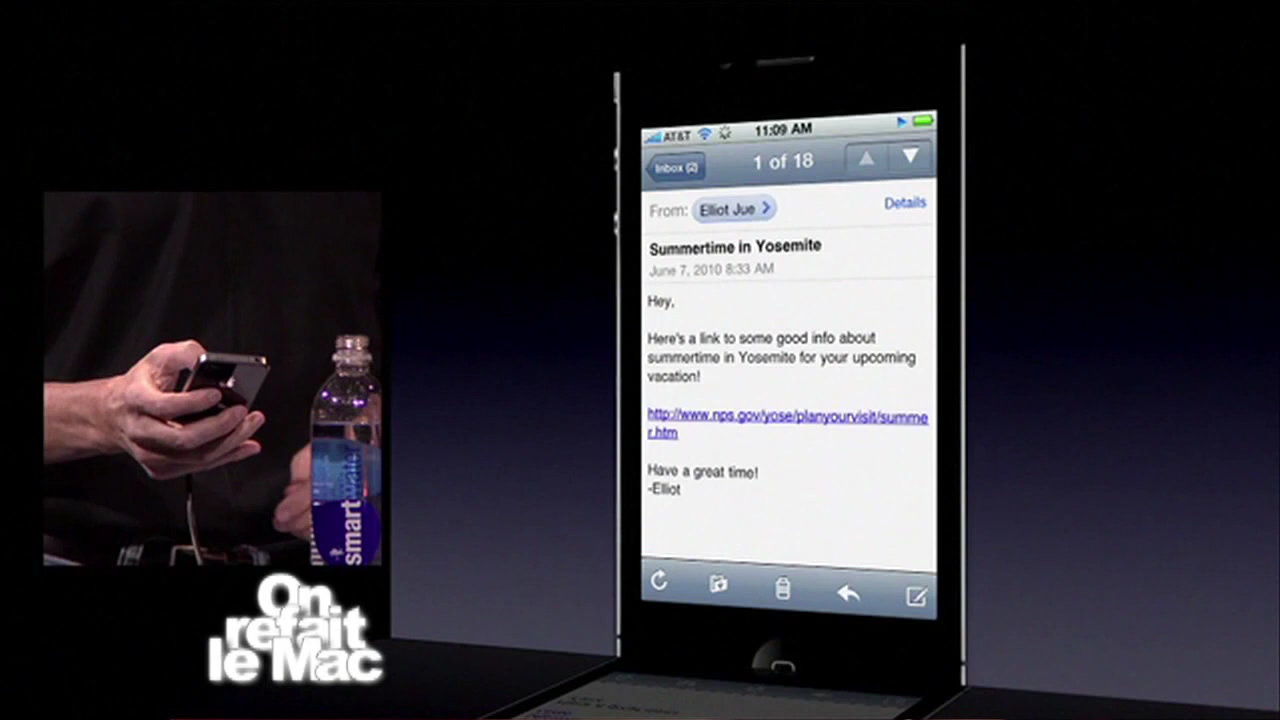 AT&T 11:09 AM
Inbox (2) 1 of 18
From: Elliot Jue Details
Summertime in Yosemite
June 7, 2010 8:33 AM
Hey,
Here's a link to some good info about
summertime in Yosemite for your upcoming
vacation!
http://www.nps.gov/yose/planyourvisit/summe
r.htm
Have a great time!
-Elliot
smartwater
On
refait
le Mac